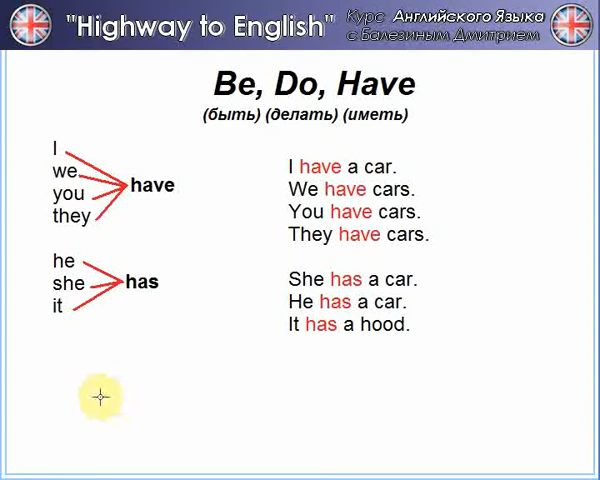 "Highway to English"
Курс Английского Языка
с Балезиным Дмитрием
Be, Do, Have
(быть) (делать) (иметь)
I
we
you
they
have
he
she
it
has
I have a car.
We have cars.
You have cars.
They have cars.
She has a car.
He has a car.
It has a hood.